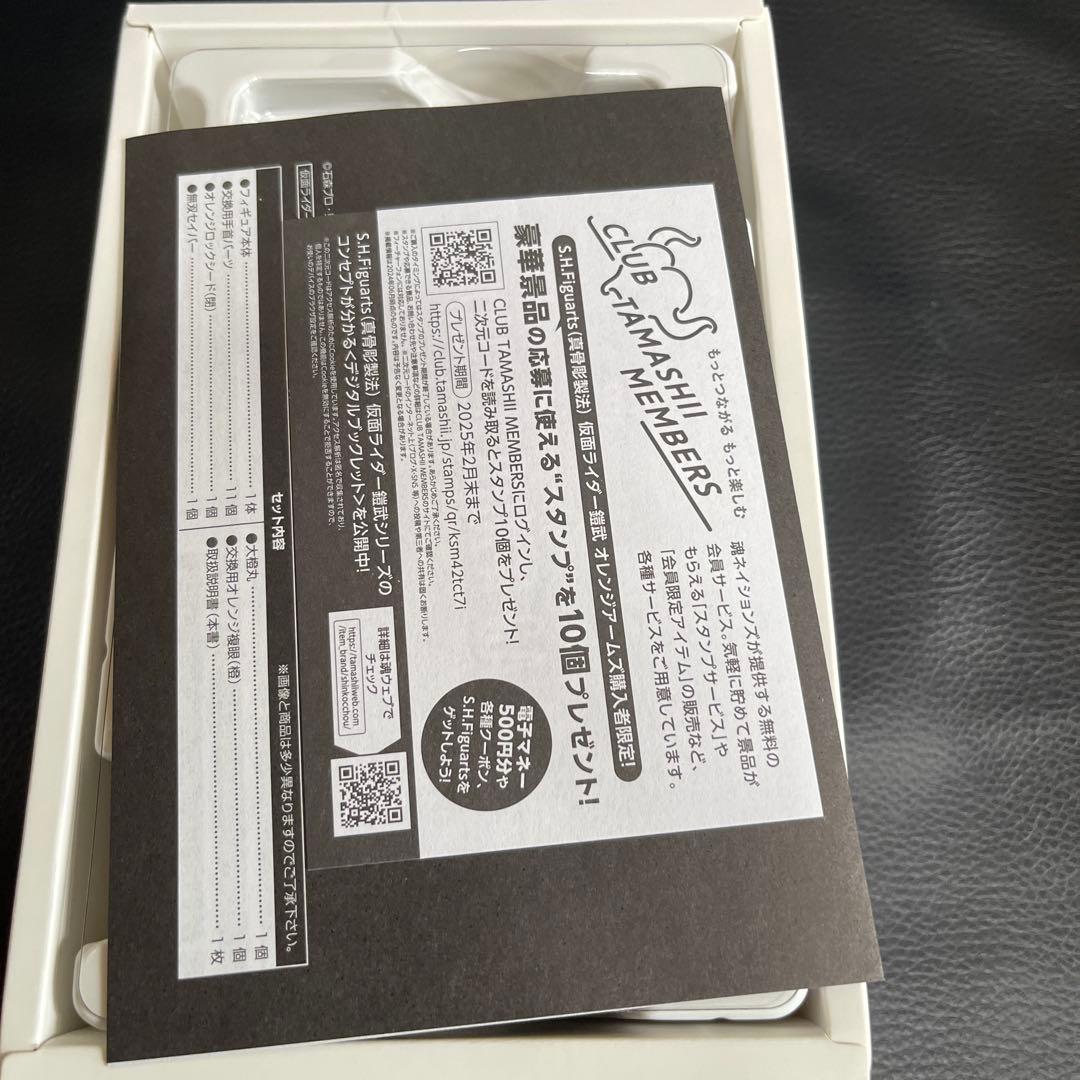 CLUB TAMASHII MEMBERS
もっとつながる もっと楽しむ
魂ネイションズが提供する無料の
会員サービス。気軽に貯めて景品が
もらえる「スタンプサービス」や
「会員限定アイテム」の販売など、
各種サービスをご用意しています。
S.H.Figuarts(真骨彫製法) 仮面ライダー鎧武 オレンジアームズ購入者限定!
豪華景品の応募に使える“スタンプ”を10個プレゼント!
CLUB TAMASHII MEMBERSにログインし、
二次元コードを読み取るとスタンプ10個をプレゼント!
プレゼント期間 2025年2月末まで
https://club.tamashii.jp/stamps/qr/ksm42tct7i
電子マネー
500円分や
各種クーポン、
S.H.Figuartsを
ゲットしよう!
S.H.Figuarts(真骨彫製法) 仮面ライダー鎧武シリーズの
コンセプトが分かる<デジタルブックレット>を公開中!
詳細は魂ウェブで
チェック
https://tamashiiweb.com
/item_brand/shinkocchou/
©石森プロ・
仮面ライダー
セット内容
※画像と商品は多少異なりますのでご了承下さい。
●フィギュア本体 1体
●交換用手首パーツ 11個
●オレンジロックシード(閉) 1個
●無双セイバー 1個
●大橙丸 1個
●交換用オレンジ複眼(橙) 1個
●取扱説明書(本書) 1枚